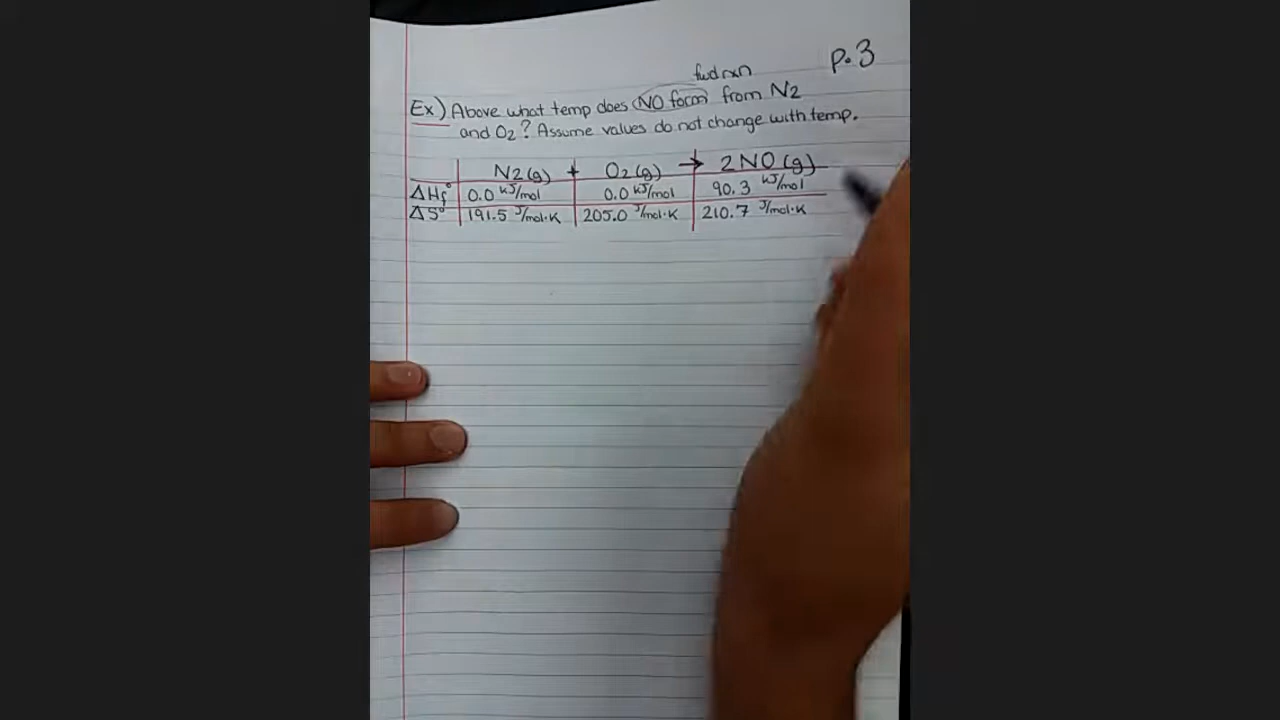 p.3
fwd rxn
Ex) Above what temp does NO form from N2
and O₂? Assume values do not change with temp.
N2(g) + O₂(g) → 2NO(g)
ΔHf° 0.0 kJ/mol 0.0 kJ/mol 90.3 kJ/mol
ΔS° 191.5 J/mol·K 205.0 J/mol·K 210.7 J/mol·K